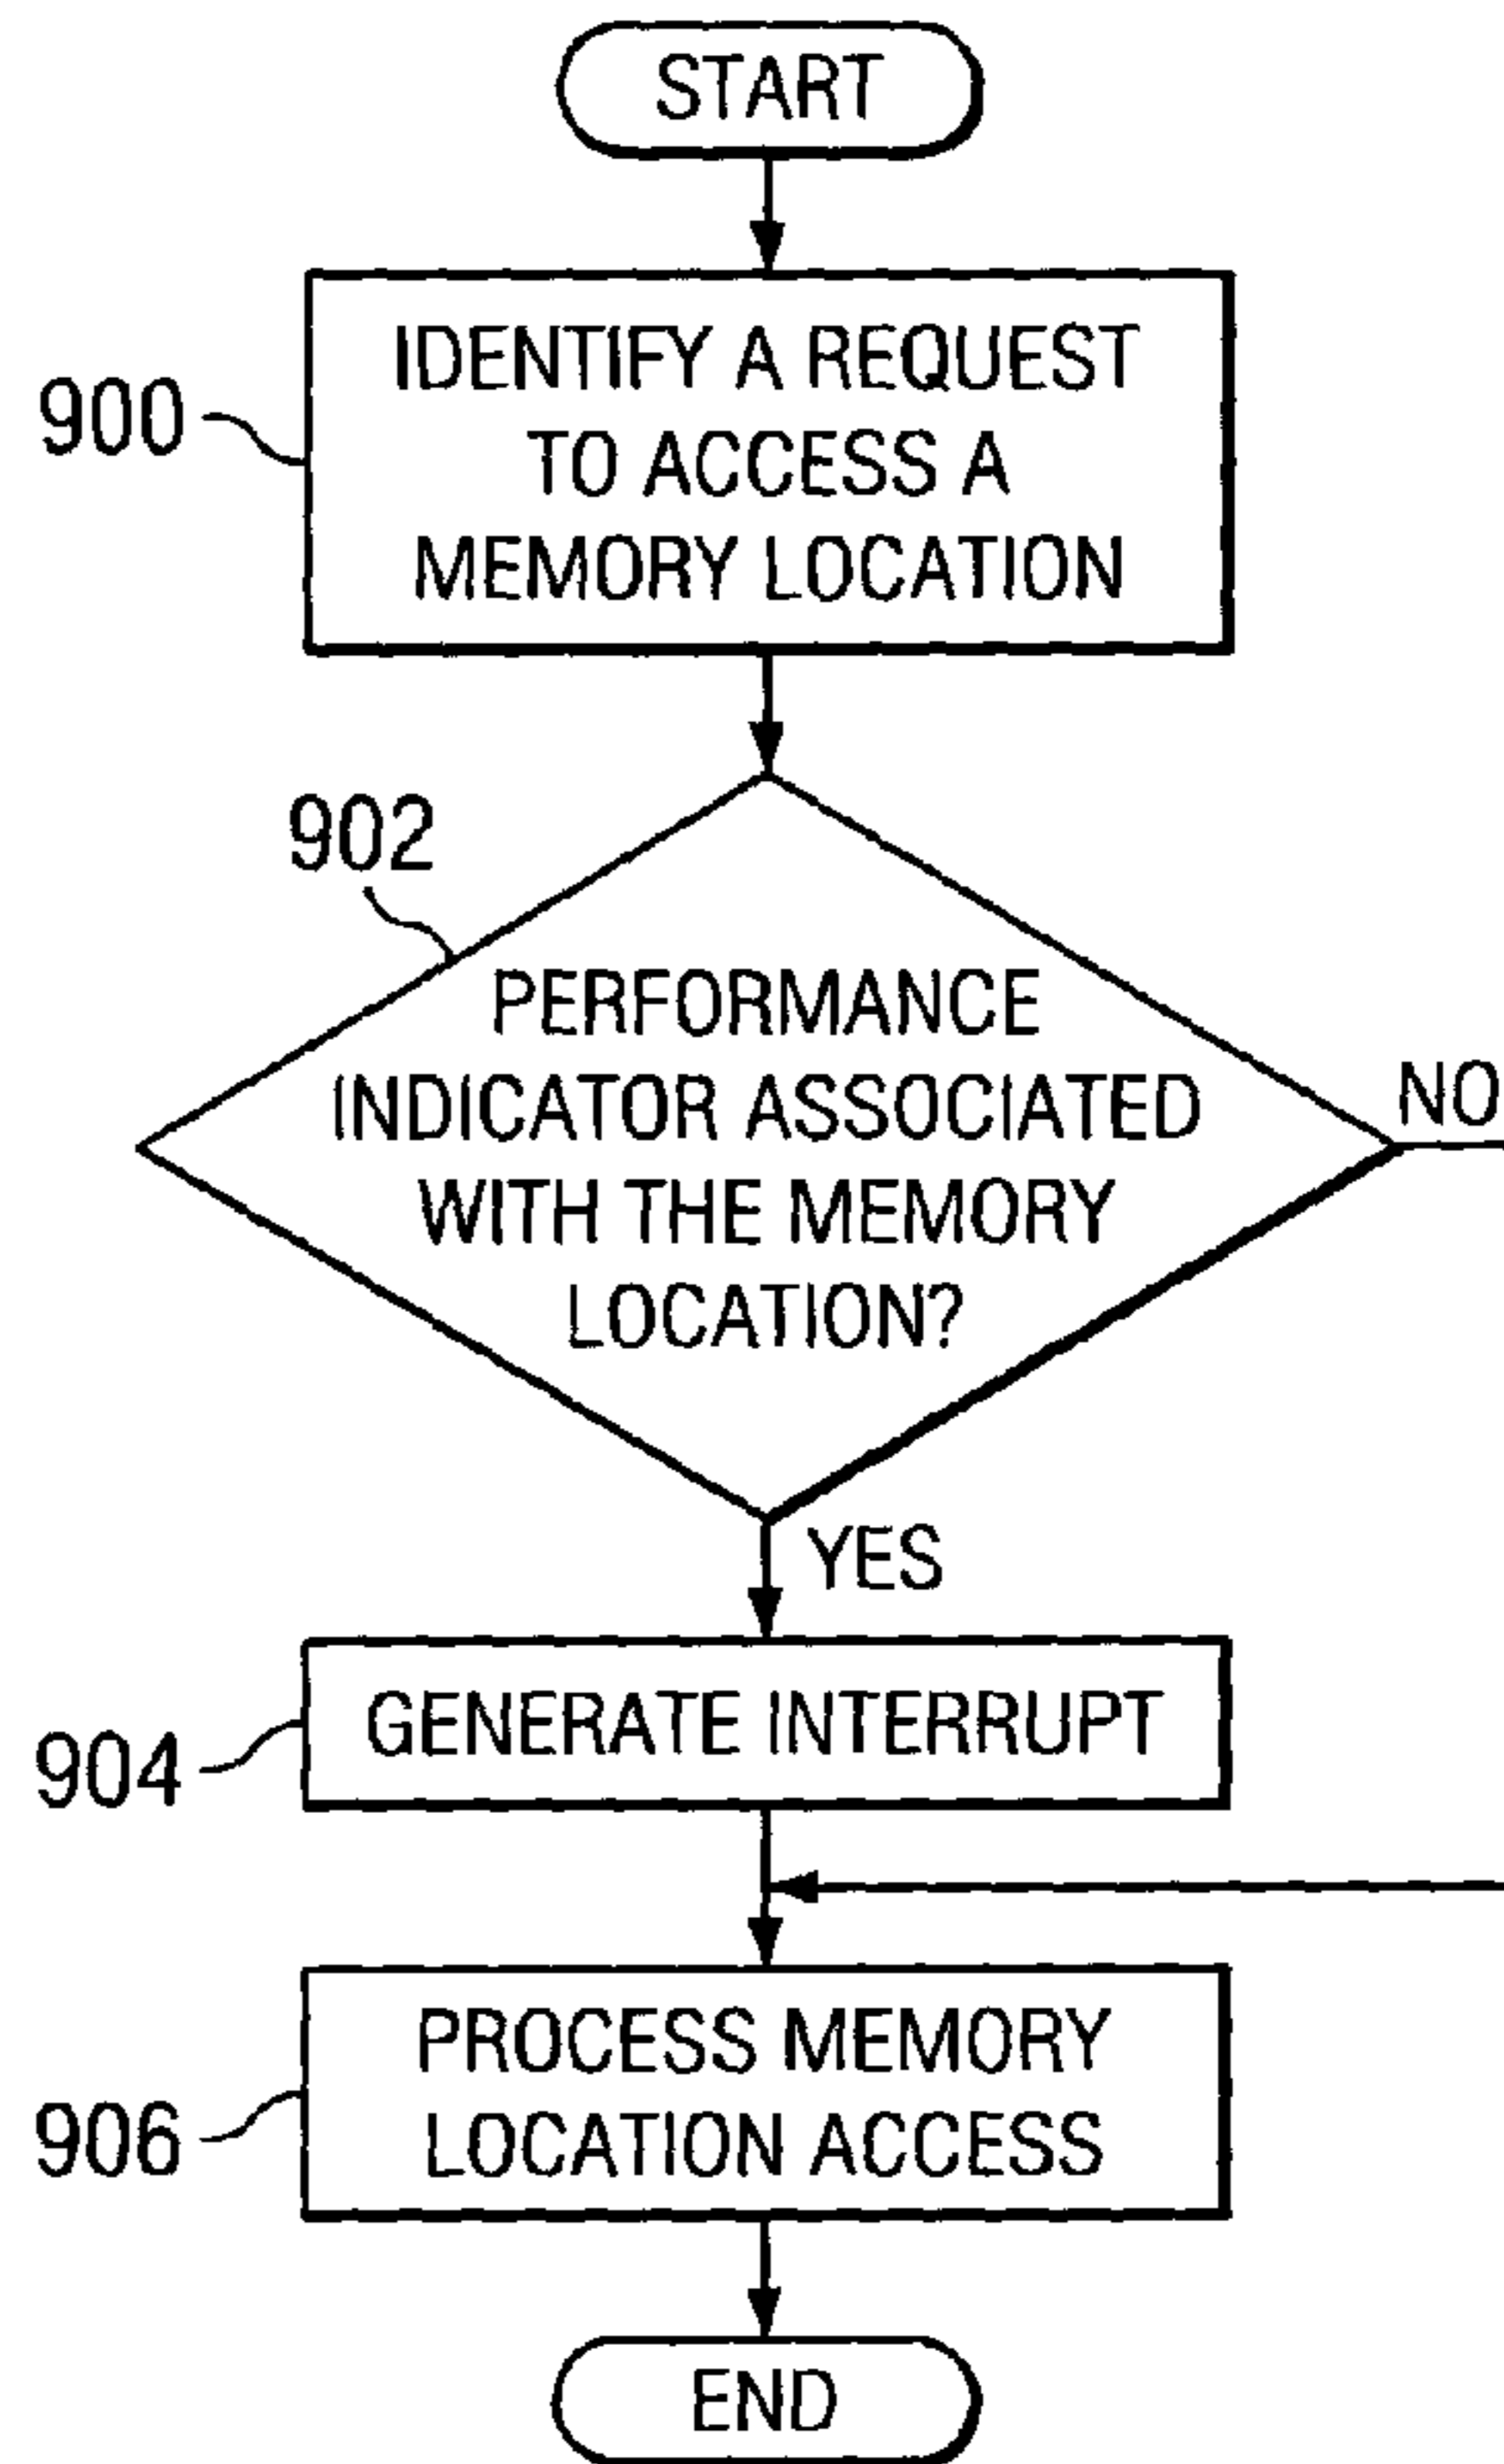 START
900
IDENTIFY A REQUEST
TO ACCESS A
MEMORY LOCATION
902
PERFORMANCE
INDICATOR ASSOCIATED
WITH THE MEMORY
LOCATION?
NO
YES
904
GENERATE INTERRUPT
906
PROCESS MEMORY
LOCATION ACCESS
END